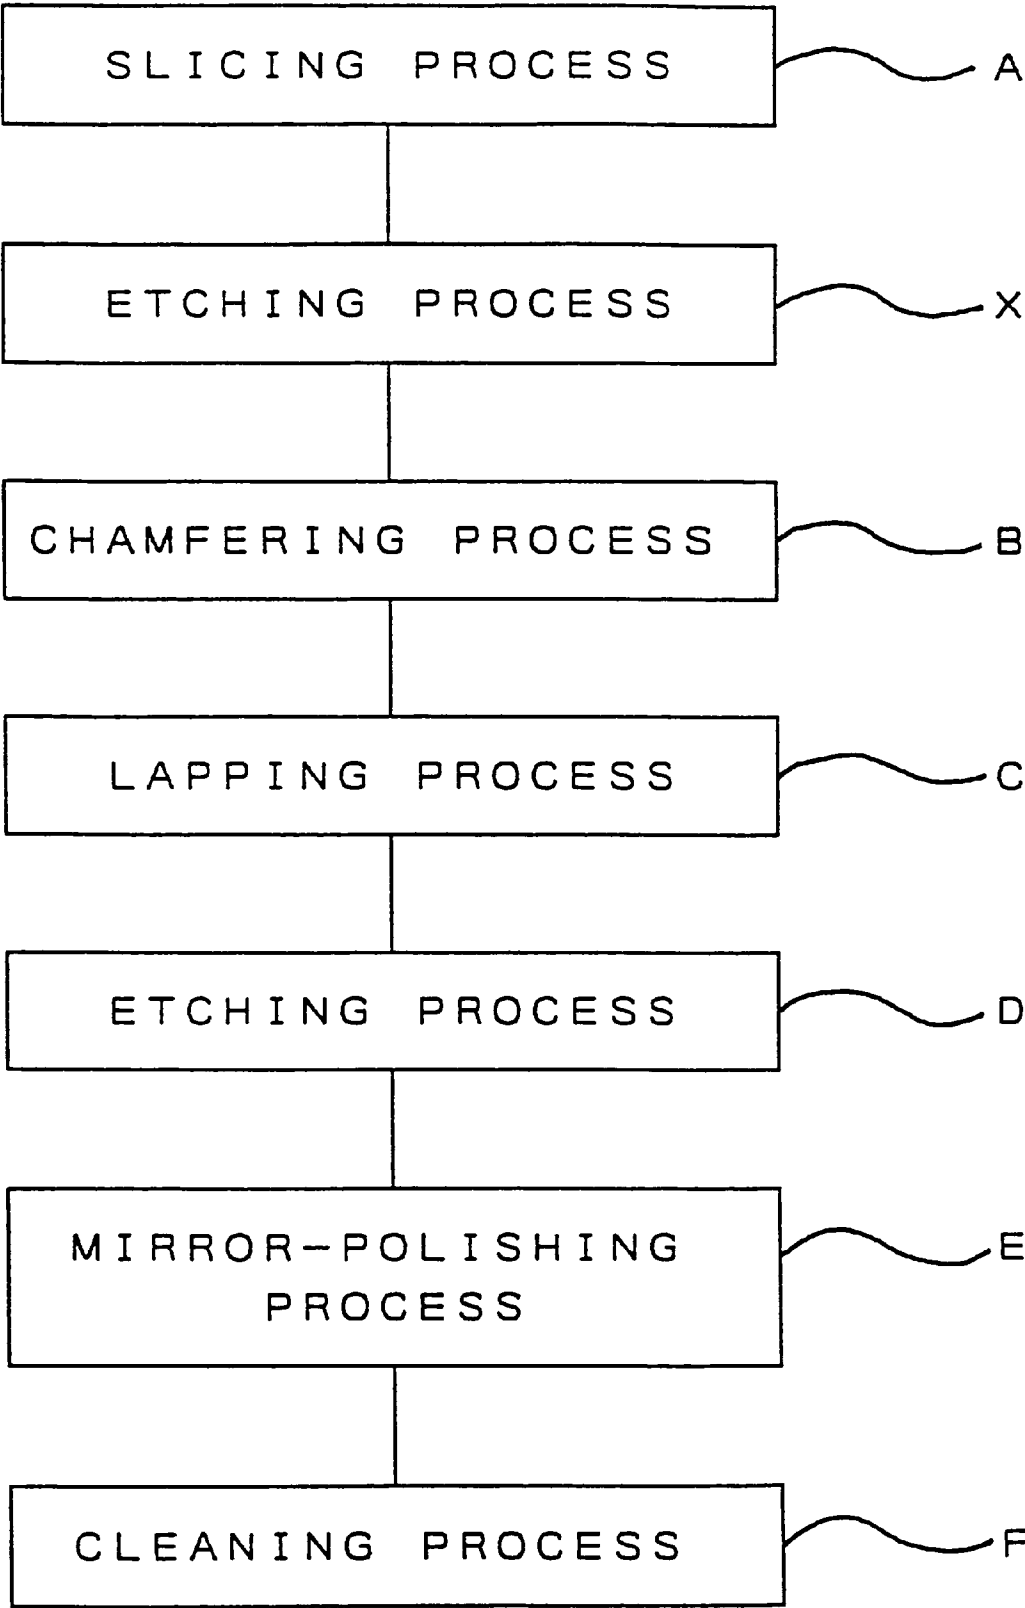 SLICING PROCESS A
ETCHING PROCESS X
CHAMFERING PROCESS B
LAPPING PROCESS C
ETCHING PROCESS D
MIRROR-POLISHING E
PROCESS
CLEANING PROCESS F